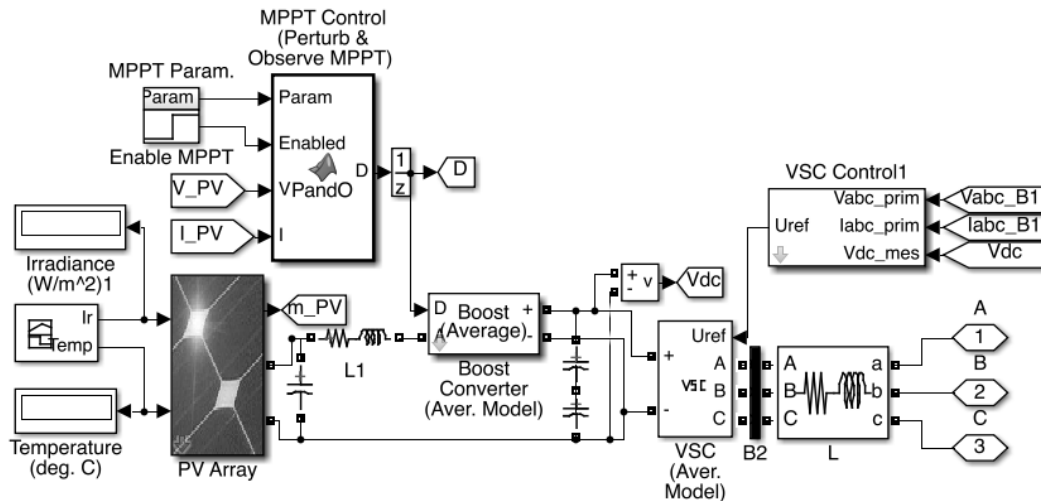 MPPT Control
(Perturb &
Observe MPPT)
MPPT Param.
Param
Param
Enabled
Enable MPPT
D
1
z
D
V_PV
VPandO
I_PV
I
VSC Control1
Vabc_prim
Vabc_B1
Uref
Iabc_prim
Iabc_B1
Vdc_mes
Vdc
Irradiance
(W/m^2)1
+
-
v
Vdc
m_PV
Ir
Temp
D
Boost
(Average)
+
-
L1
Boost
Converter
(Aver. Model)
+
+
+
Uref
+
A
VSC
B
-
C
A
a
B
b
C
c
A
1
B
2
C
3
Temperature
(deg. C)
PV Array
VSC
(Aver.
Model)
B2
L